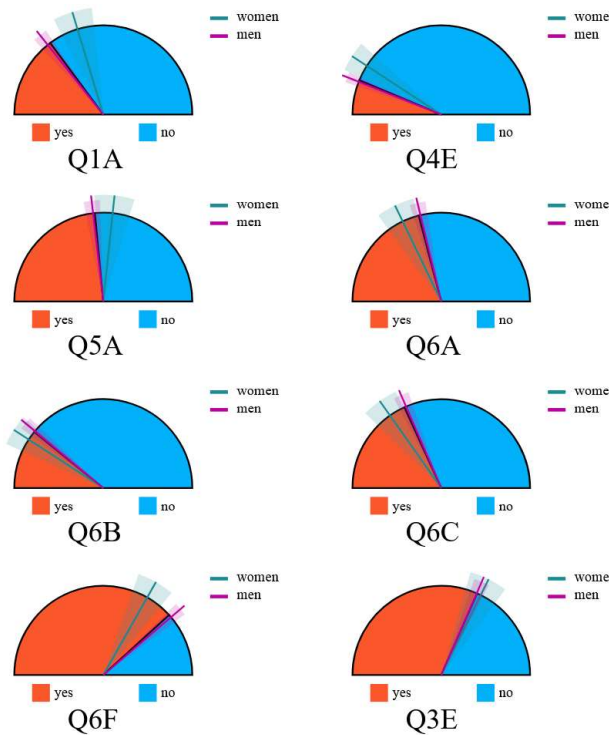 women
men
yes no
Q1A
wome
men
yes no
Q4E
women
men
yes no
Q5A
wome
men
yes no
Q6A
women
men
yes no
Q6B
wome
men
yes no
Q6C
women
men
yes no
Q6F
wome
men
yes no
Q3E